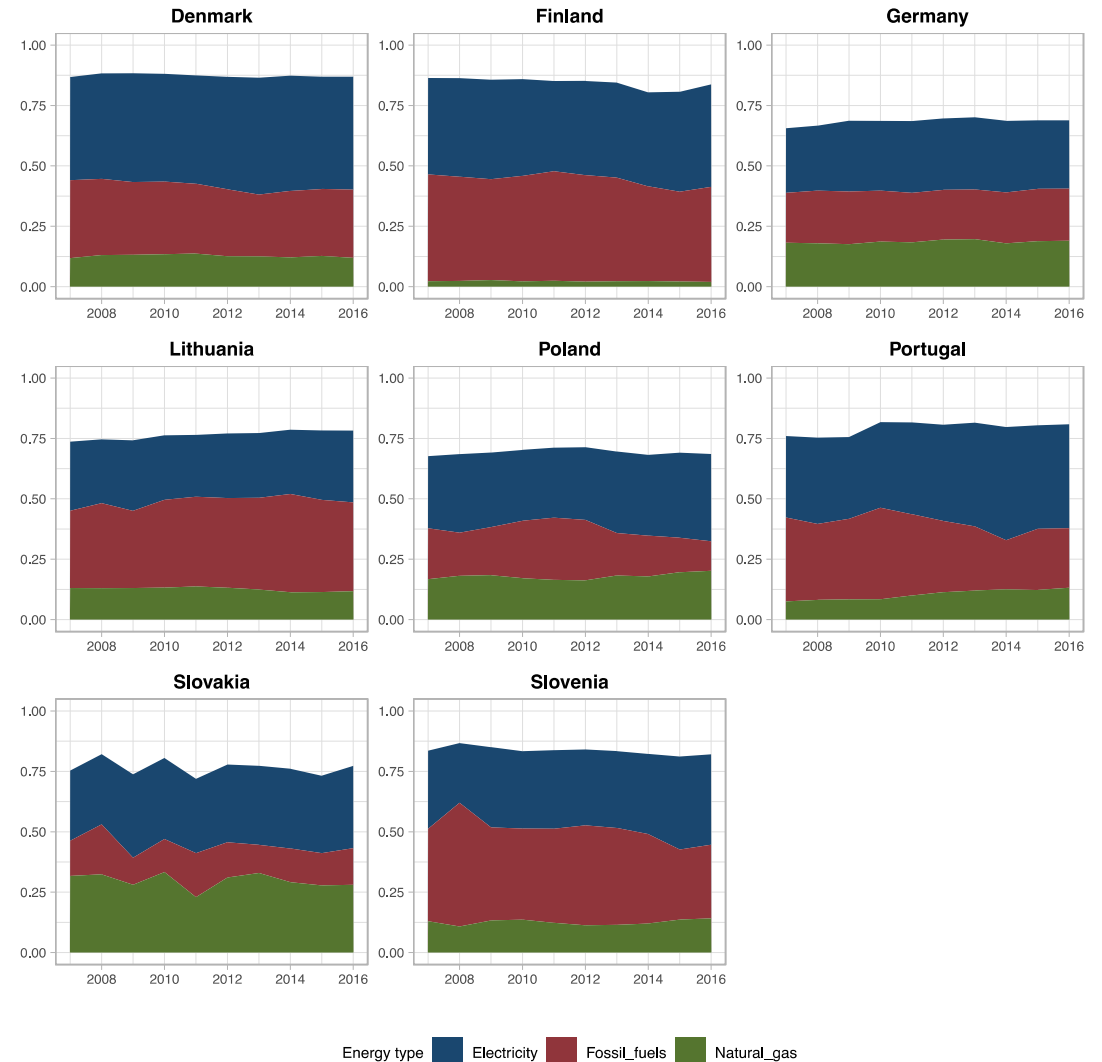 Denmark Finland Germany
1.00 1.00 1.00
0.75 0.75 0.75
0.50 0.50 0.50
0.25 0.25 0.25
0.00 0.00 0.00
2008 2010 2012 2014 2016 2008 2010 2012 2014 2016 2008 2010 2012 2014 2016
Lithuania Poland Portugal
1.00 1.00 1.00
0.75 0.75 0.75
0.50 0.50 0.50
0.25 0.25 0.25
0.00 0.00 0.00
2008 2010 2012 2014 2016 2008 2010 2012 2014 2016 2008 2010 2012 2014 2016
Slovakia Slovenia
1.00 1.00
0.75 0.75
0.50 0.50
0.25 0.25
0.00 0.00
2008 2010 2012 2014 2016 2008 2010 2012 2014 2016
Energy type Electricity Fossil_fuels Natural_gas